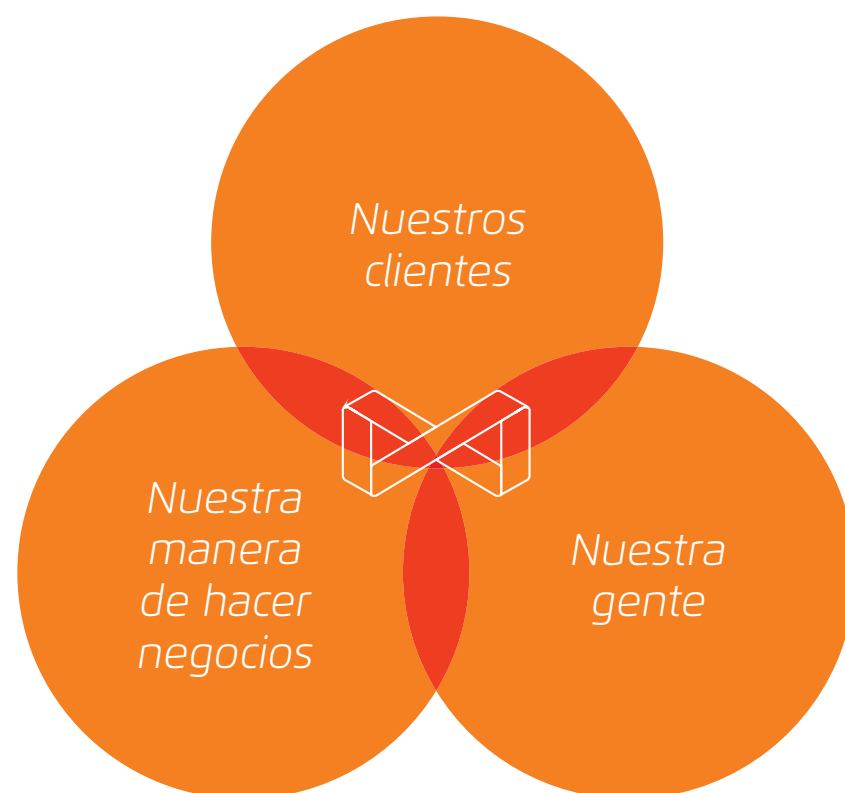 Nuestros
clientes
Nuestra
manera
de hacer
negocios
Nuestra
gente